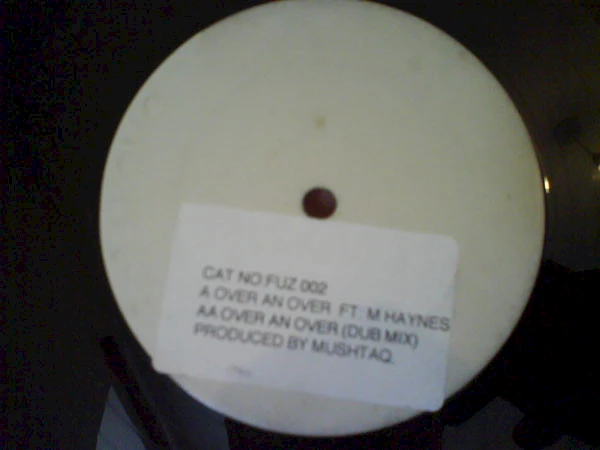 CAT NO.FUZ 002
A OVER AN OVER FT. M HAYNES
AA OVER AN OVER (DUB MIX)
PRODUCED BY MUSHTAQ.